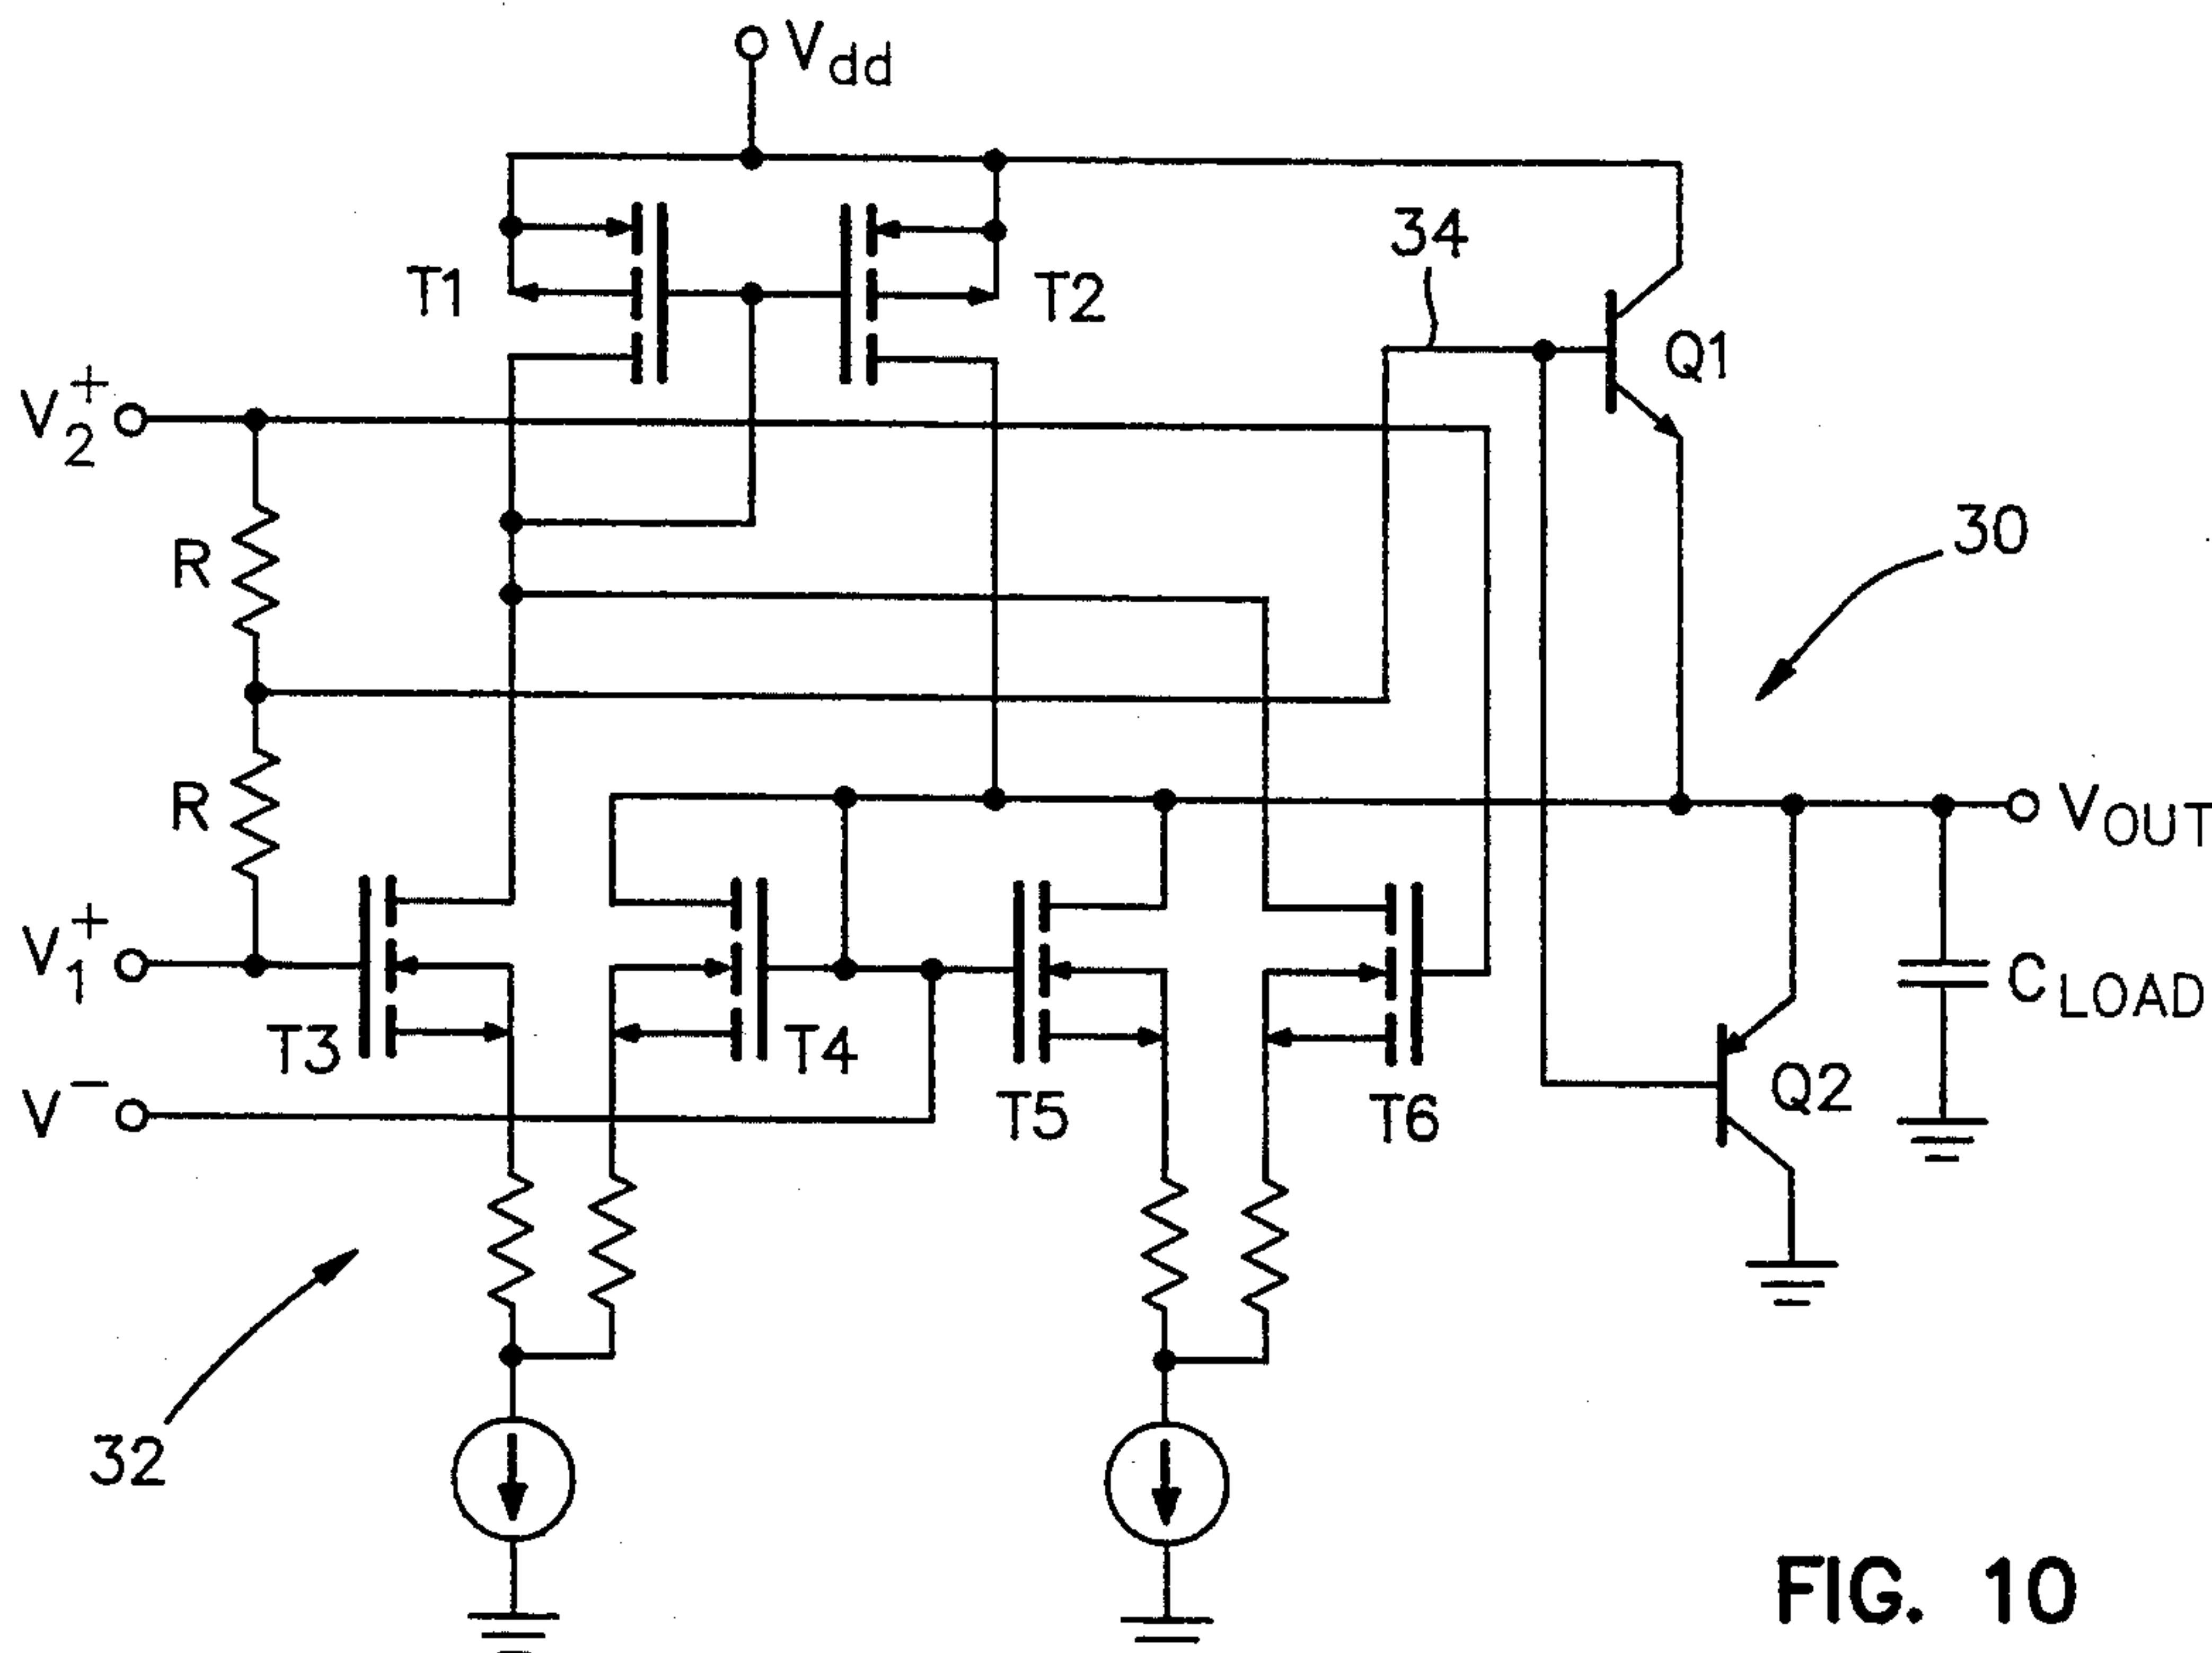 Vdd
T1
T2
34
Q1
V2+
R
30
R
VOUT
V1+
CLOAD
T3
T4
T5
T6
Q2
V−
32
FIG. 10